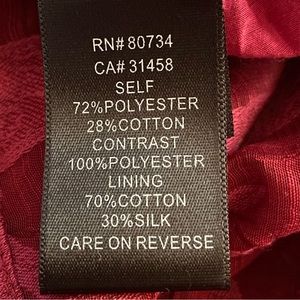 RN# 80734
CA# 31458
SELF
72%POLYESTER
28%COTTON
CONTRAST
100%POLYESTER
LINING
70%COTTON
30%SILK
CARE ON REVERSE